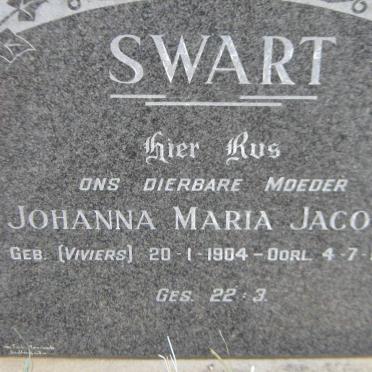 SWART
Hier Rus
ONS DIERBARE MOEDER
JOHANNA MARIA JACO
GEB. (VIVIERS) 20-1-1904 - OORL. 4-7-
GES. 22:3.